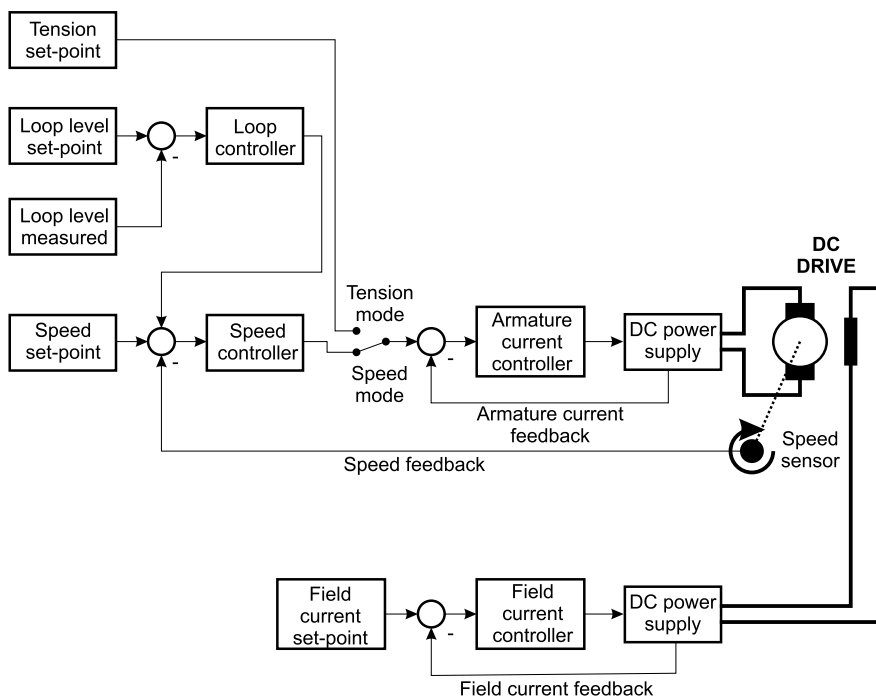 Tension
set-point
Loop level
set-point
-
Loop
controller
Loop level
measured
DC
DRIVE
Speed
set-point
-
Speed
controller
Tension
mode
Speed
mode
-
Armature
current
controller
DC power
supply
Armature current
feedback
Speed
sensor
Speed feedback
Field
current
set-point
-
Field
current
controller
DC power
supply
Field current feedback